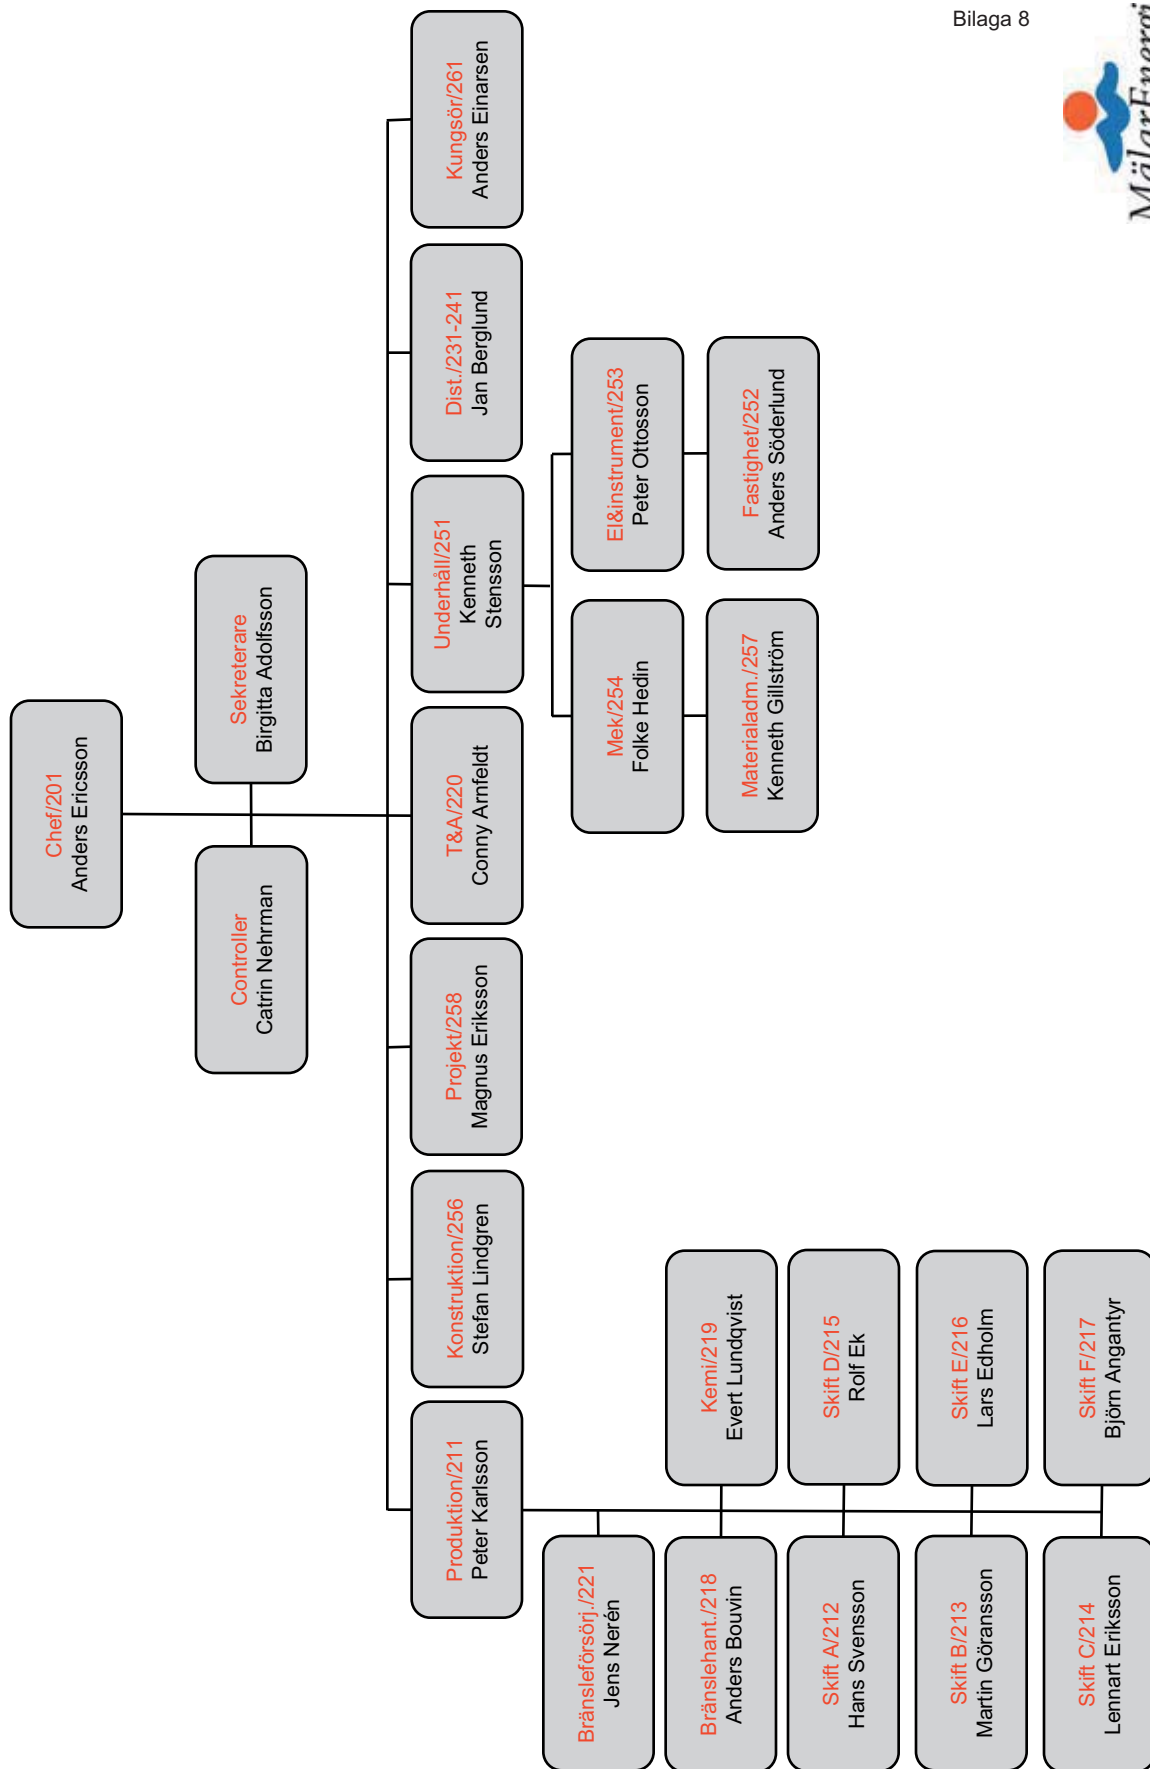 Bilaga 8
MälarEnergi
Chef/201
Anders Ericsson
Controller
Catrin Nehrman
Sekreterare
Birgitta Adolfsson
Produktion/211
Peter Karlsson
Konstruktion/256
Stefan Lindgren
Projekt/258
Magnus Eriksson
T&A/220
Conny Arnfeldt
Underhåll/251
Kenneth
Stensson
Dist./231-241
Jan Berglund
Kungsör/261
Anders Einarsen
Bränsleförsörj./221
Jens Nerén
Bränslehant./218
Anders Bouvin
Kemi/219
Evert Lundqvist
Skift A/212
Hans Svensson
Skift D/215
Rolf Ek
Skift B/213
Martin Göransson
Skift E/216
Lars Edholm
Skift C/214
Lennart Eriksson
Skift F/217
Björn Angantyr
Mek/254
Folke Hedin
El&instrument/253
Peter Ottosson
Materialadm./257
Kenneth Gillström
Fastighet/252
Anders Söderlund